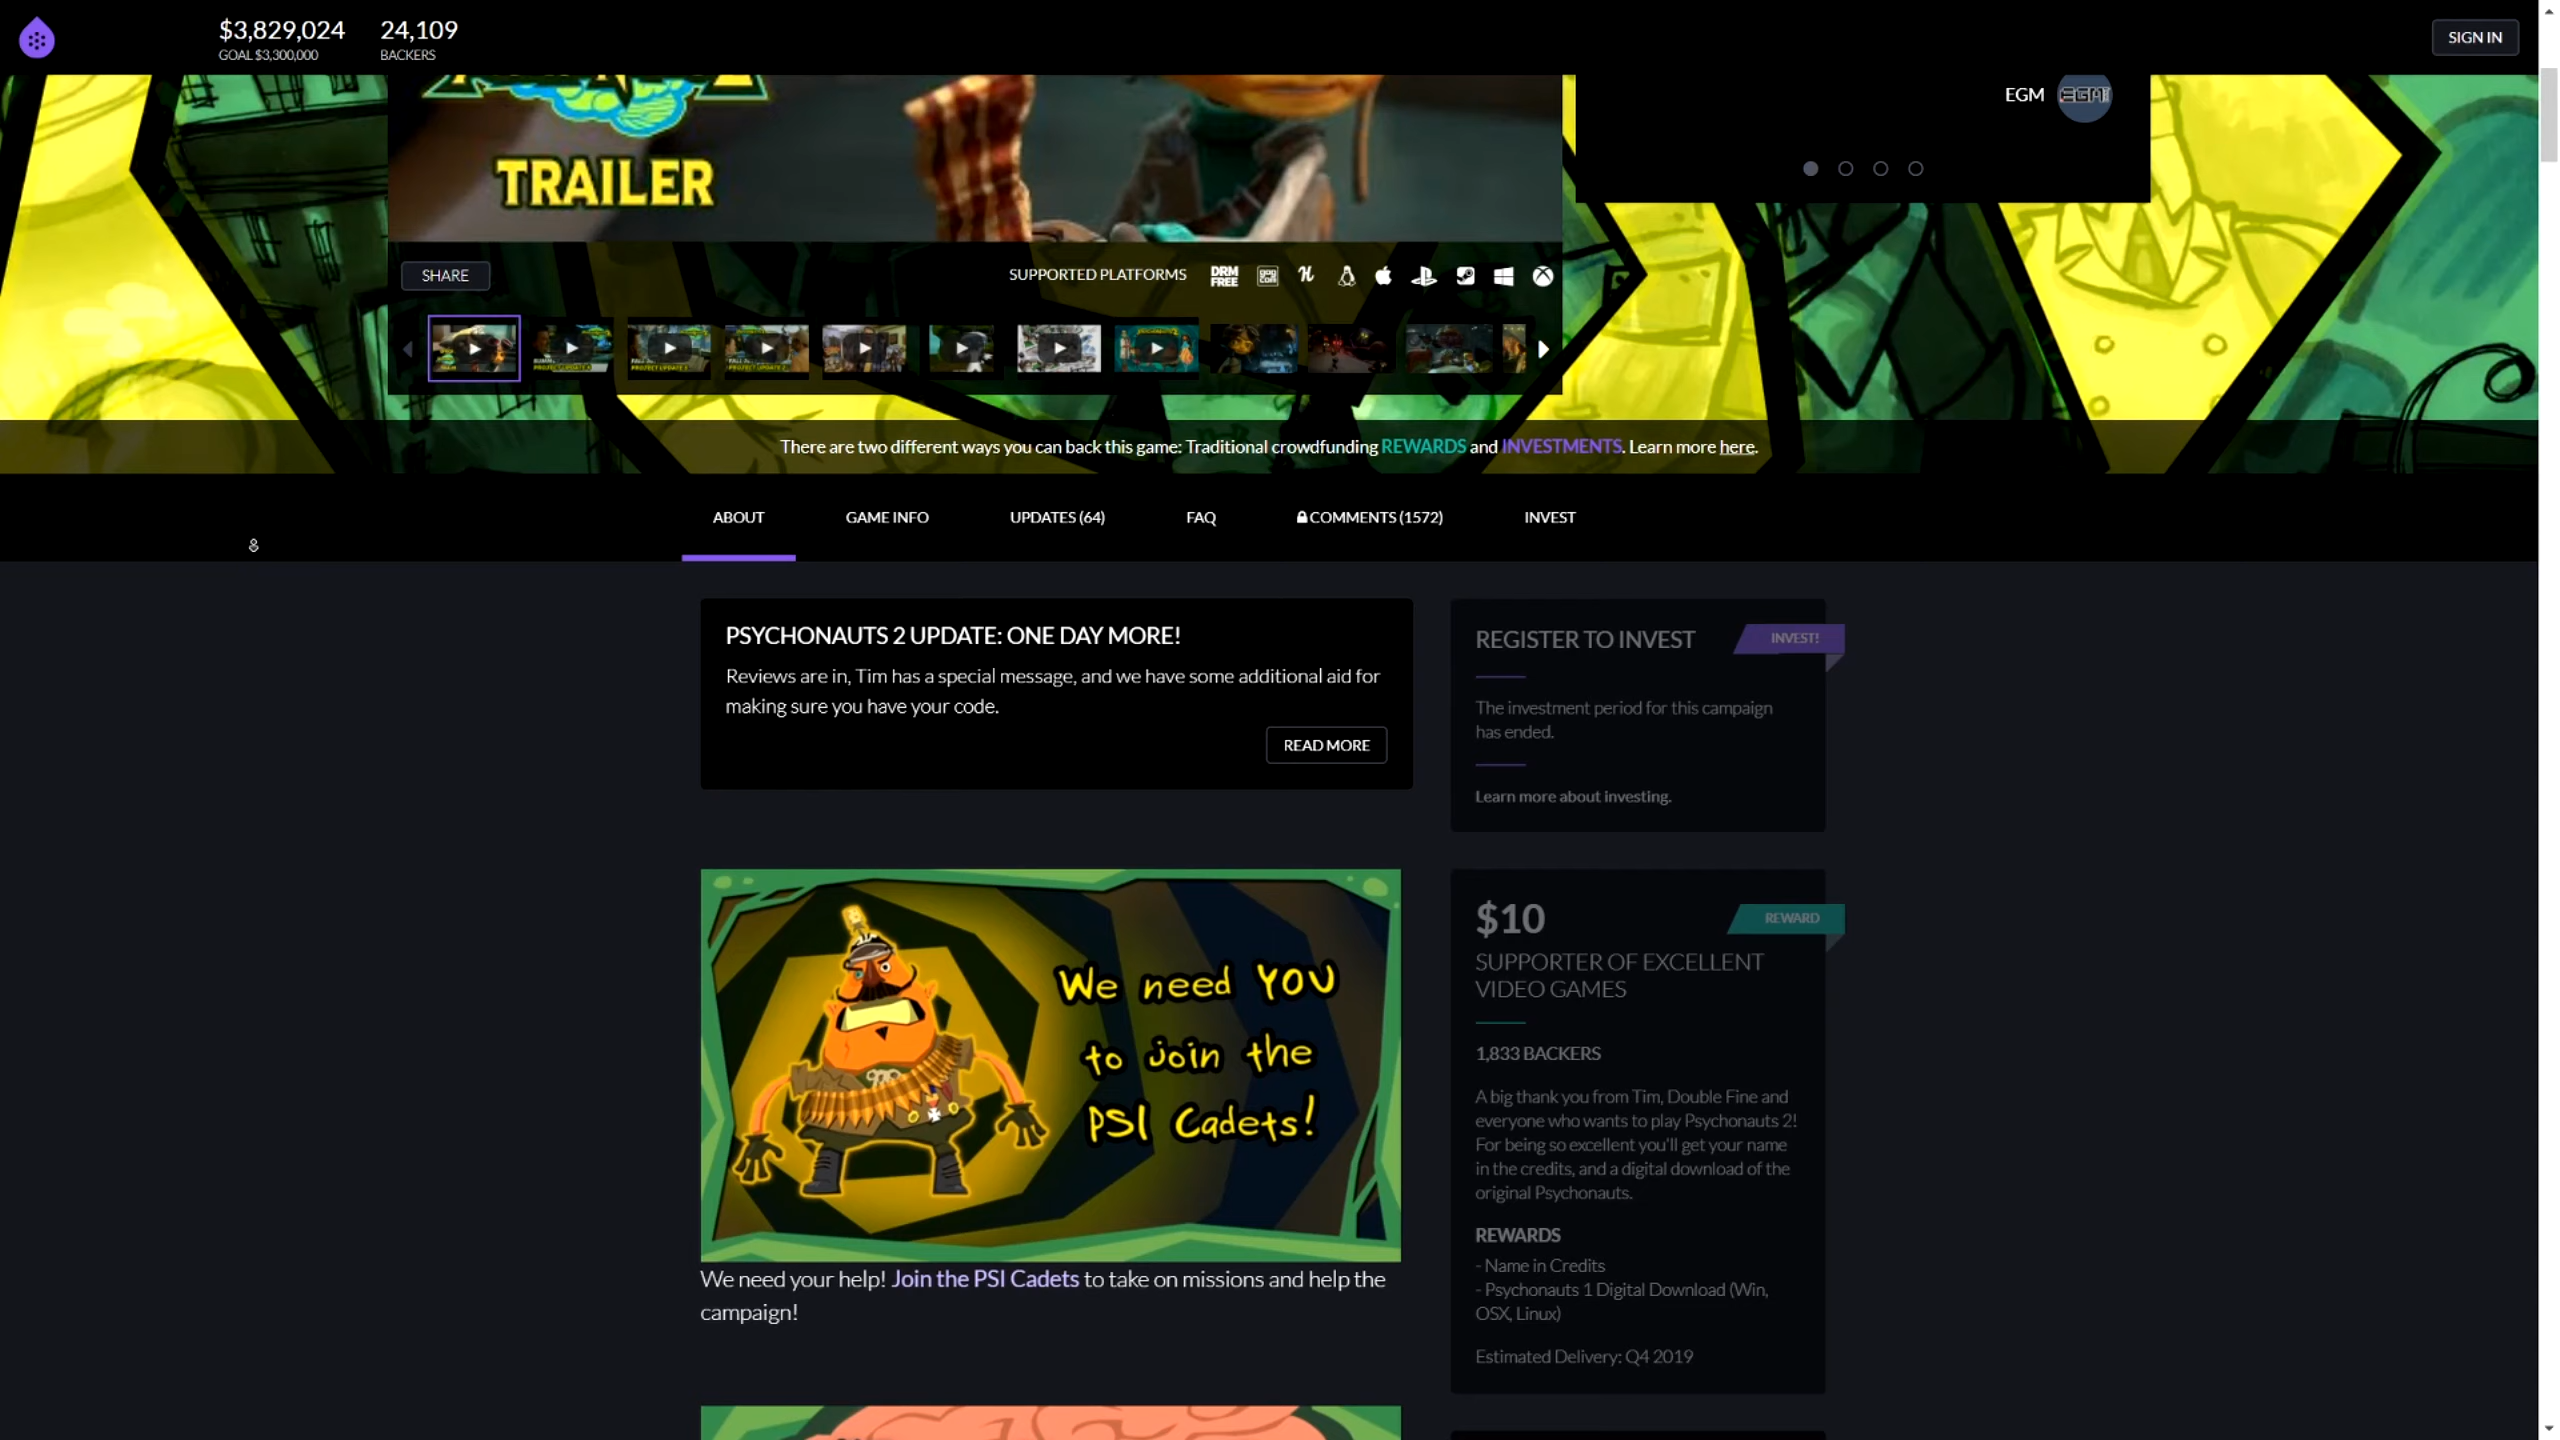 $3,829,024
GOAL $3,300,000
24,109
BACKERS
SIGN IN
TRAILER
EGM
EGM
SHARE
SUPPORTED PLATFORMS
DRM
FREE
gog
com
There are two different ways you can back this game: Traditional crowdfunding REWARDS and INVESTMENTS. Learn more here.
ABOUT
GAME INFO
UPDATES (64)
FAQ
COMMENTS (1572)
INVEST
PSYCHONAUTS 2 UPDATE: ONE DAY MORE!
Reviews are in, Tim has a special message, and we have some additional aid for
making sure you have your code.
READ MORE
REGISTER TO INVEST
INVEST!
The investment period for this campaign
has ended.
Learn more about investing.
We need YOU
to join the
PSI Cadets!
We need your help! Join the PSI Cadets to take on missions and help the
campaign!
$10
REWARD
SUPPORTER OF EXCELLENT
VIDEO GAMES
1,833 BACKERS
A big thank you from Tim, Double Fine and
everyone who wants to play Psychonauts 2!
For being so excellent you'll get your name
in the credits, and a digital download of the
original Psychonauts.
REWARDS
- Name in Credits
- Psychonauts 1 Digital Download (Win,
OSX, Linux)
Estimated Delivery: Q4 2019